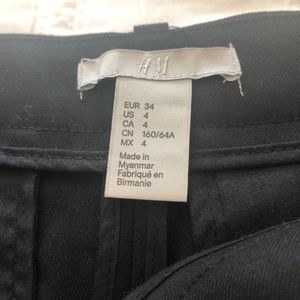 H&M
EUR 34
US 4
CA 4
CN 160/64A
MX 4
Made in
Myanmar
Fabriqué en
Birmanie